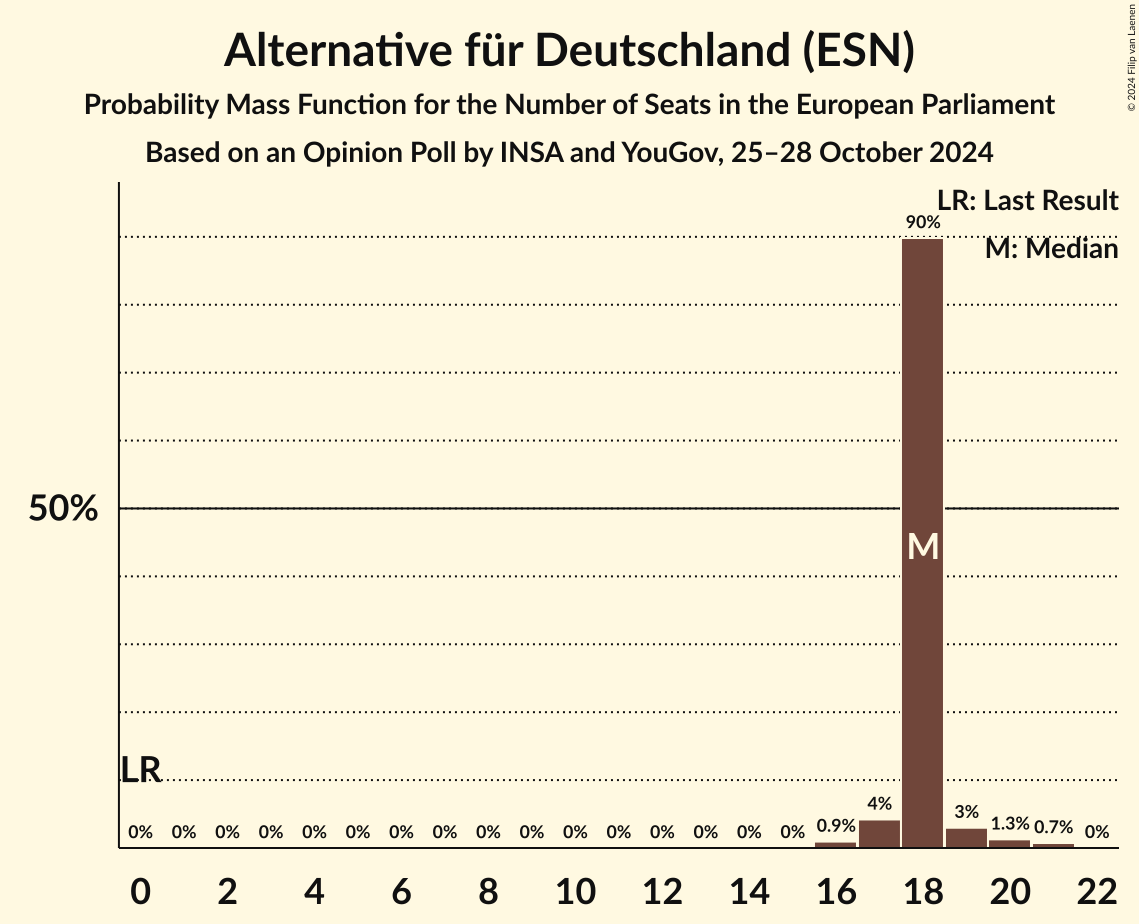 Alternative für Deutschland (ESN)
Probability Mass Function for the Number of Seats in the European Parliament
Based on an Opinion Poll by INSA and YouGov, 25–28 October 2024
© 2024 Filip van Laenen
LR: Last Result
M: Median
90%
50%
M
LR
0% 0% 0% 0% 0% 0% 0% 0% 0% 0% 0% 0% 0% 0% 0% 0% 0.9% 4% 3% 1.3% 0.7% 0%
0 2 4 6 8 10 12 14 16 18 20 22